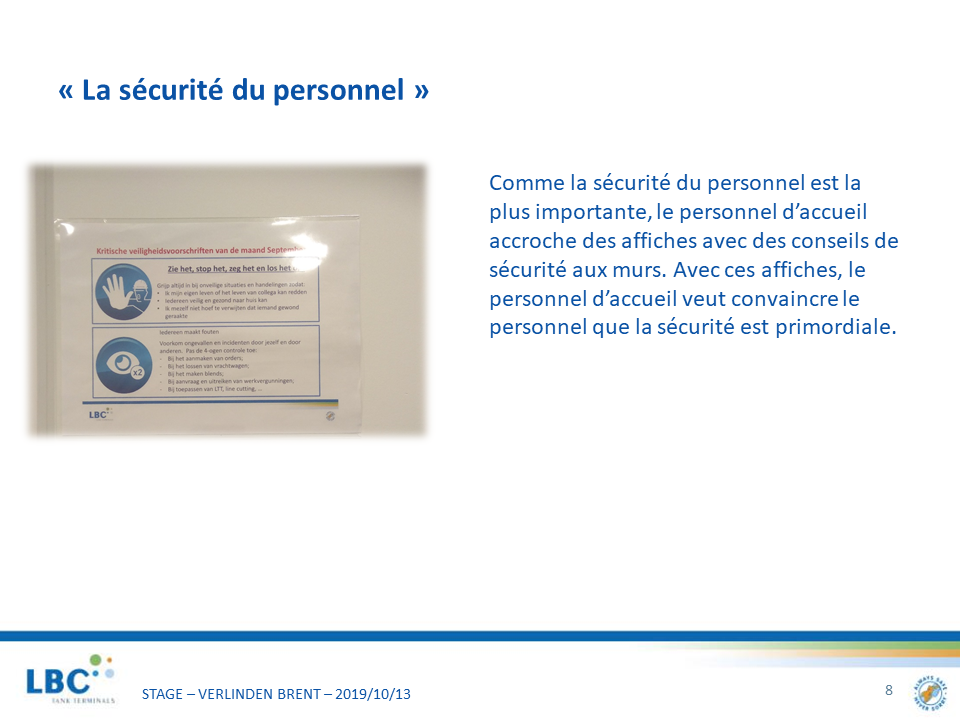 « La sécurité du personnel »
Kritische veiligheidsvoorschriften van de maand September
Zie het, stop het, zeg het en los het
Grijp altijd in bij onveilige situaties en handelingen zodat:
• Ik mijn eigen leven of het leven van collega kan redden
• Iedereen veilig en gezond naar huis kan
• Ik mezelf niet hoef te verwijten dat iemand gewond
geraakte
Iedereen maakt fouten
Voorkom ongevallen en incidenten door jezelf en door
anderen. Pas de 4-ogen controle toe:
- Bij het aanmaken van orders;
- Bij het lossen van vrachtwagen;
- Bij het maken blends;
- Bij aanvraag en uitreiken van werkvergunningen;
- Bij toepassen van LTT, line cutting, ...
x2
LBC
Comme la sécurité du personnel est la
plus importante, le personnel d’accueil
accroche des affiches avec des conseils de
sécurité aux murs. Avec ces affiches, le
personnel d’accueil veut convaincre le
personnel que la sécurité est primordiale.
LBC
TANK TERMINALS
STAGE – VERLINDEN BRENT – 2019/10/13
8
ALWAYS SAFE
NEVER SORRY